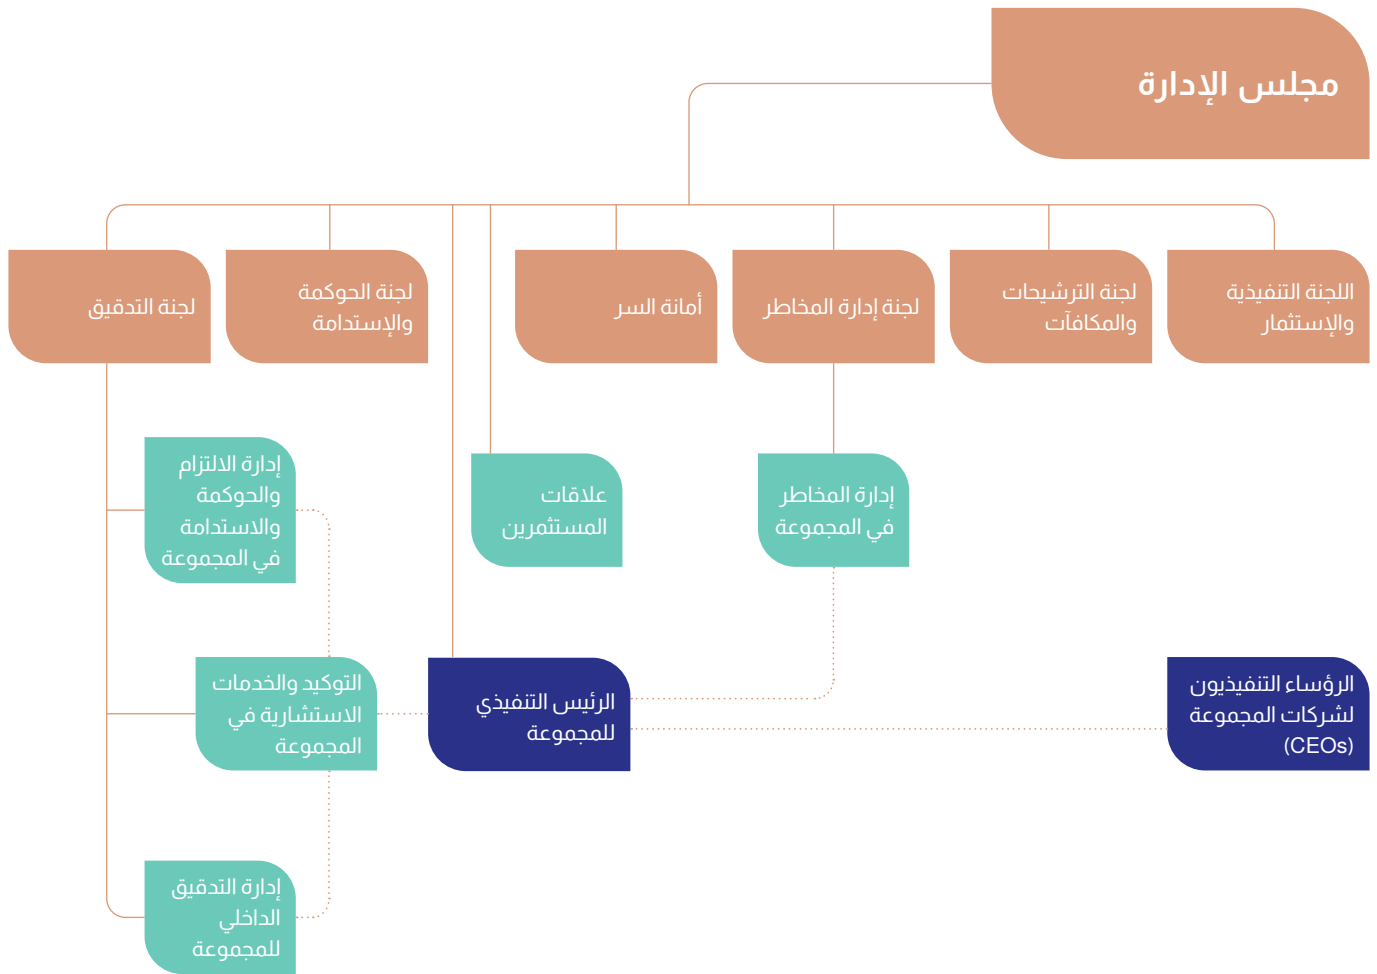 مجلس الإدارة
اللجنة التنفيذية
والإستثمار
لجنة الترشيحات
والمكافآت
لجنة إدارة المخاطر
أمانة السر
لجنة الحوكمة
والإستدامة
لجنة التدقيق
إدارة المخاطر
في المجموعة
علاقات
المستثمرين
إدارة الالتزام
والحوكمة
والاستدامة
في المجموعة
الرؤساء التنفيذيون
لشركات المجموعة
(CEOs)
الرئيس التنفيذي
للمجموعة
التوكيد والخدمات
الاستشارية في
المجموعة
إدارة التدقيق
الداخلي
للمجموعة